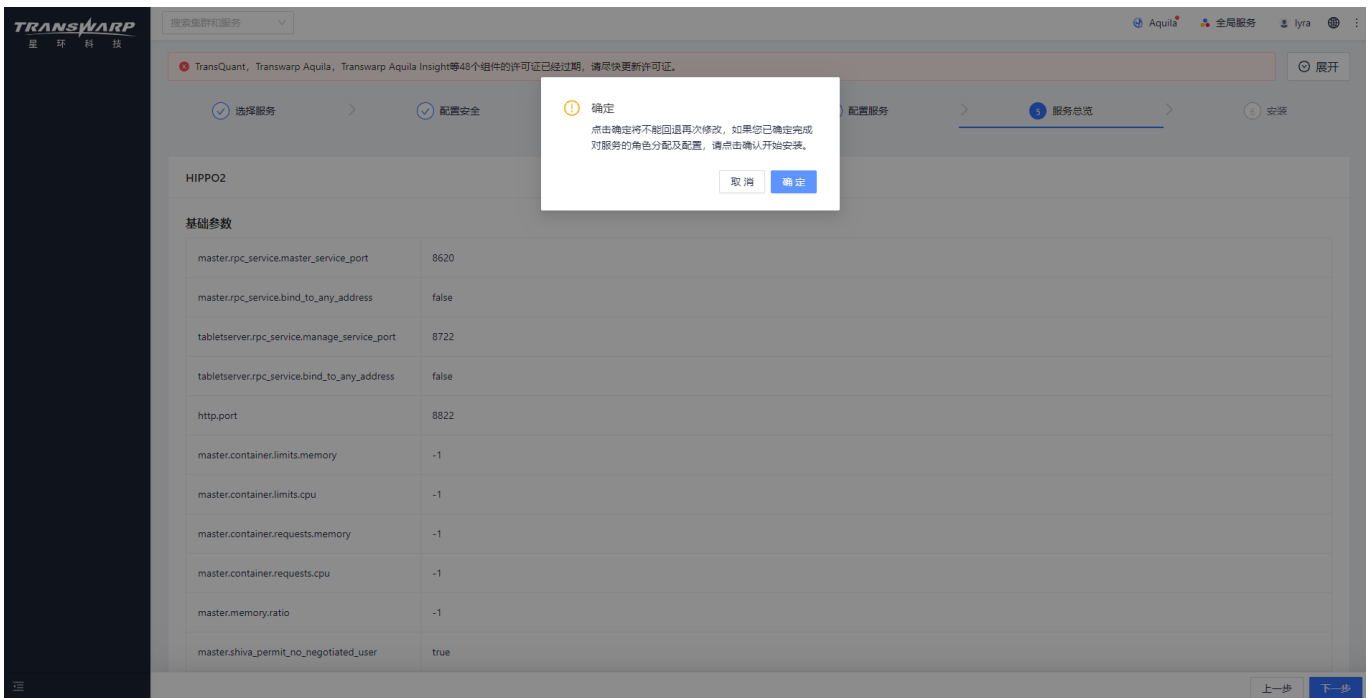 TRANSWARP
星 环 科 技
搜索集群和服务
Aquila
全局服务
lyra
TransQuant, Transwarp Aquila, Transwarp Aquila Insight等48个组件的许可证已经过期，请尽快更新许可证。
展开
选择服务
配置安全
配置服务
5 服务总览
6 安装
确定
点击确定将不能回退再次修改，如果您已确定完成
对服务的角色分配及配置，请点击确认开始安装。
取消
确定
HIPPO2
基础参数
master.rpc_service.master_service_port 8620
master.rpc_service.bind_to_any_address false
tabletserver.rpc_service.manage_service_port 8722
tabletserver.rpc_service.bind_to_any_address false
http.port 8822
master.container.limits.memory -1
master.container.limits.cpu -1
master.container.requests.memory -1
master.container.requests.cpu -1
master.memory.ratio -1
master.shiva_permit_no_negotiated_user true
上一步
下一步